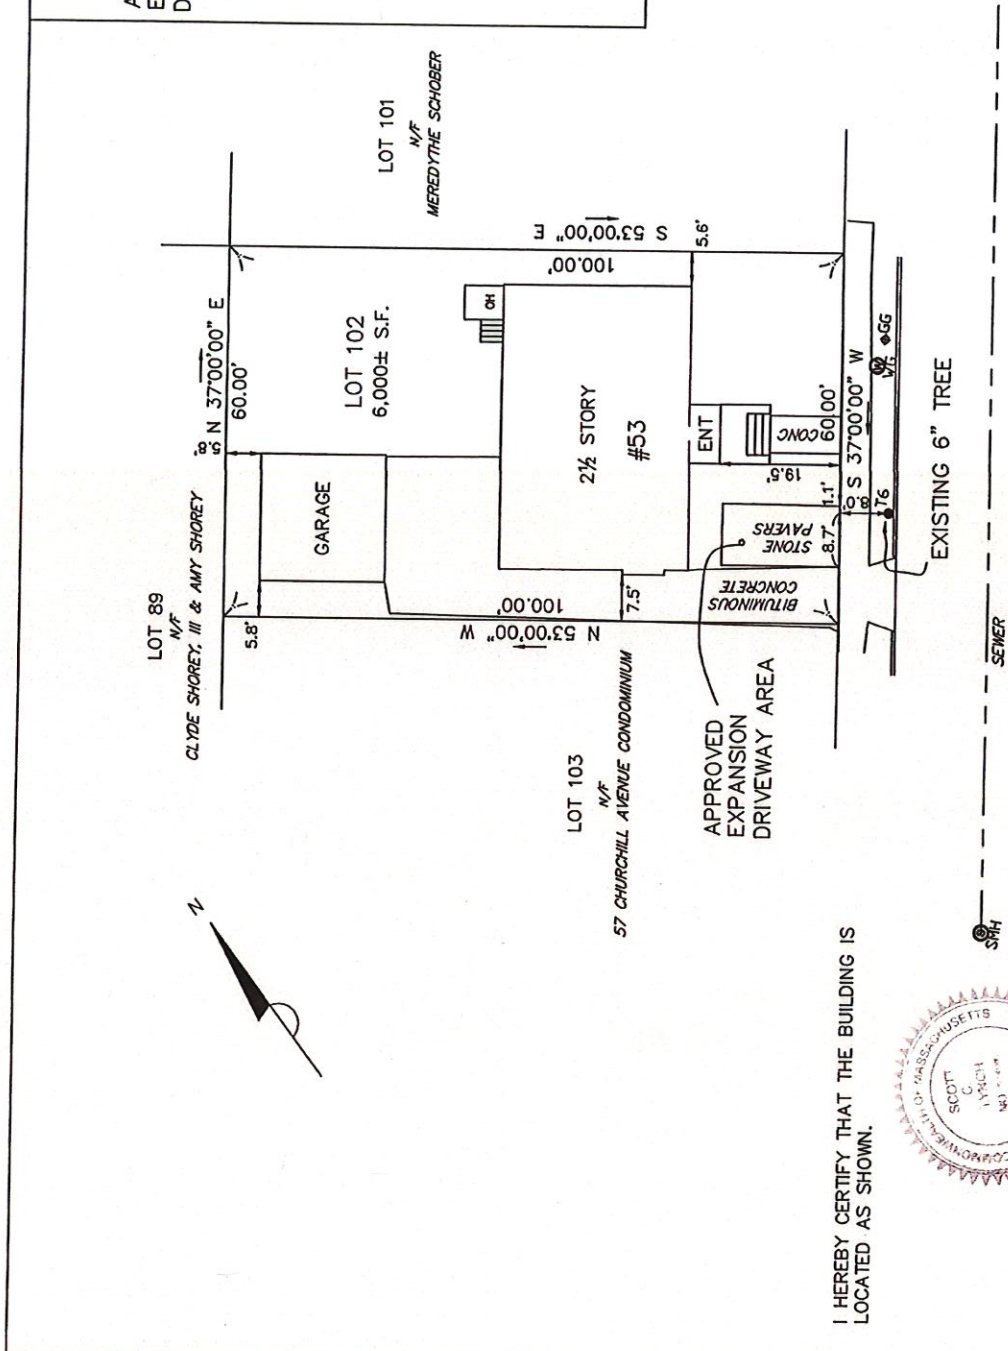 A
E
D
LOT 89
N/F
CLYDE SHOREY, III & AMY SHOREY
N 37°00'00" E
60.00'
5.8'
5.8'
LOT 101
N/F
MEREDYTHE SCHOBER
LOT 102
6,000± S.F.
GARAGE
S 53°00'00" E
100.00'
N 53°00'00" W
100.00'
OH
2½ STORY
#53
5.6'
7.5'
LOT 103
N/F
57 CHURCHILL AVENUE CONDOMINIUM
ENT
CONC
19.5'
STONE
PAVERS
BITUMINOUS
CONCRETE
8.7'
1.1'
60.00'
S 37°00'00" W
8.0'
T6
WG
GG
APPROVED
EXPANSION
DRIVEWAY AREA
EXISTING 6" TREE
SEWER
SMH
N
I HEREBY CERTIFY THAT THE BUILDING IS
LOCATED AS SHOWN.
COMMONWEALTH OF MASSACHUSETTS
SCOTT
C
LYNCH
NO